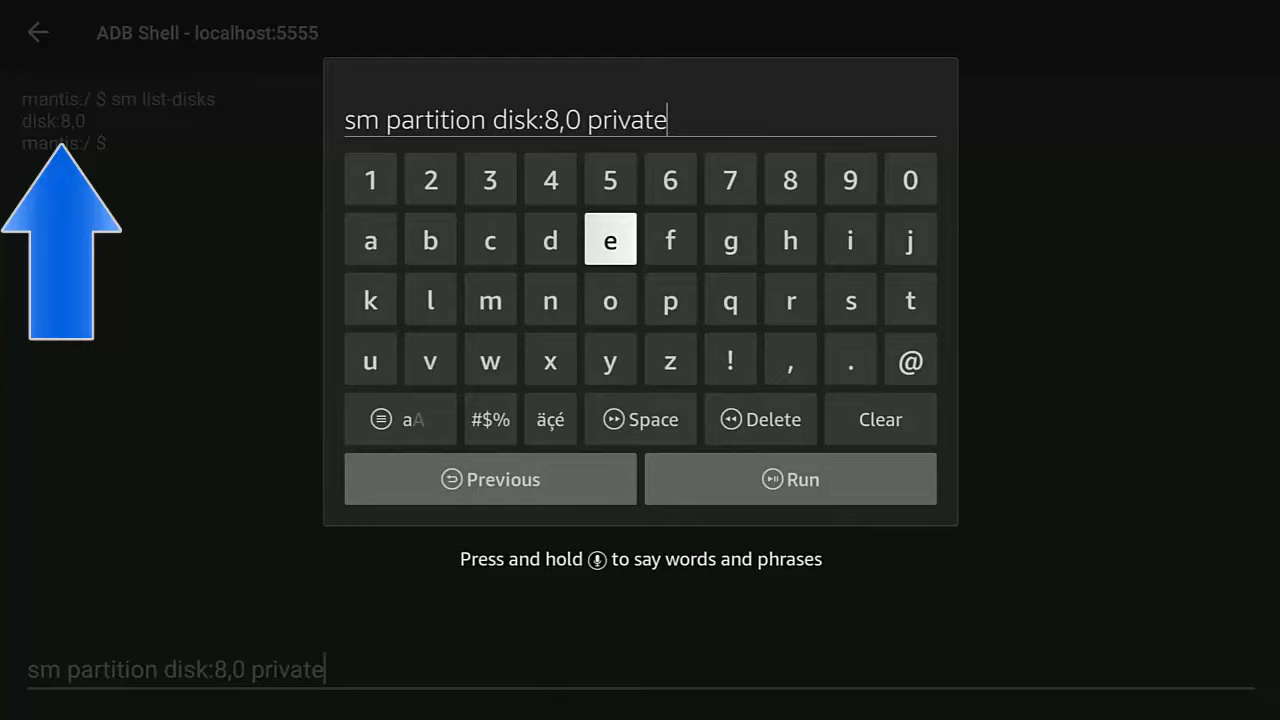 ADB Shell - localhost:5555
mantis:/ $ sm list-disks
disk:8,0
mantis:/ $
sm partition disk:8,0 private
1 2 3 4 5 6 7 8 9 0
a b c d e f g h i j
k l m n o p q r s t
u v w x y z ! , . @
aA #$% äçé Space Delete Clear
Previous Run
Press and hold to say words and phrases
sm partition disk:8,0 private